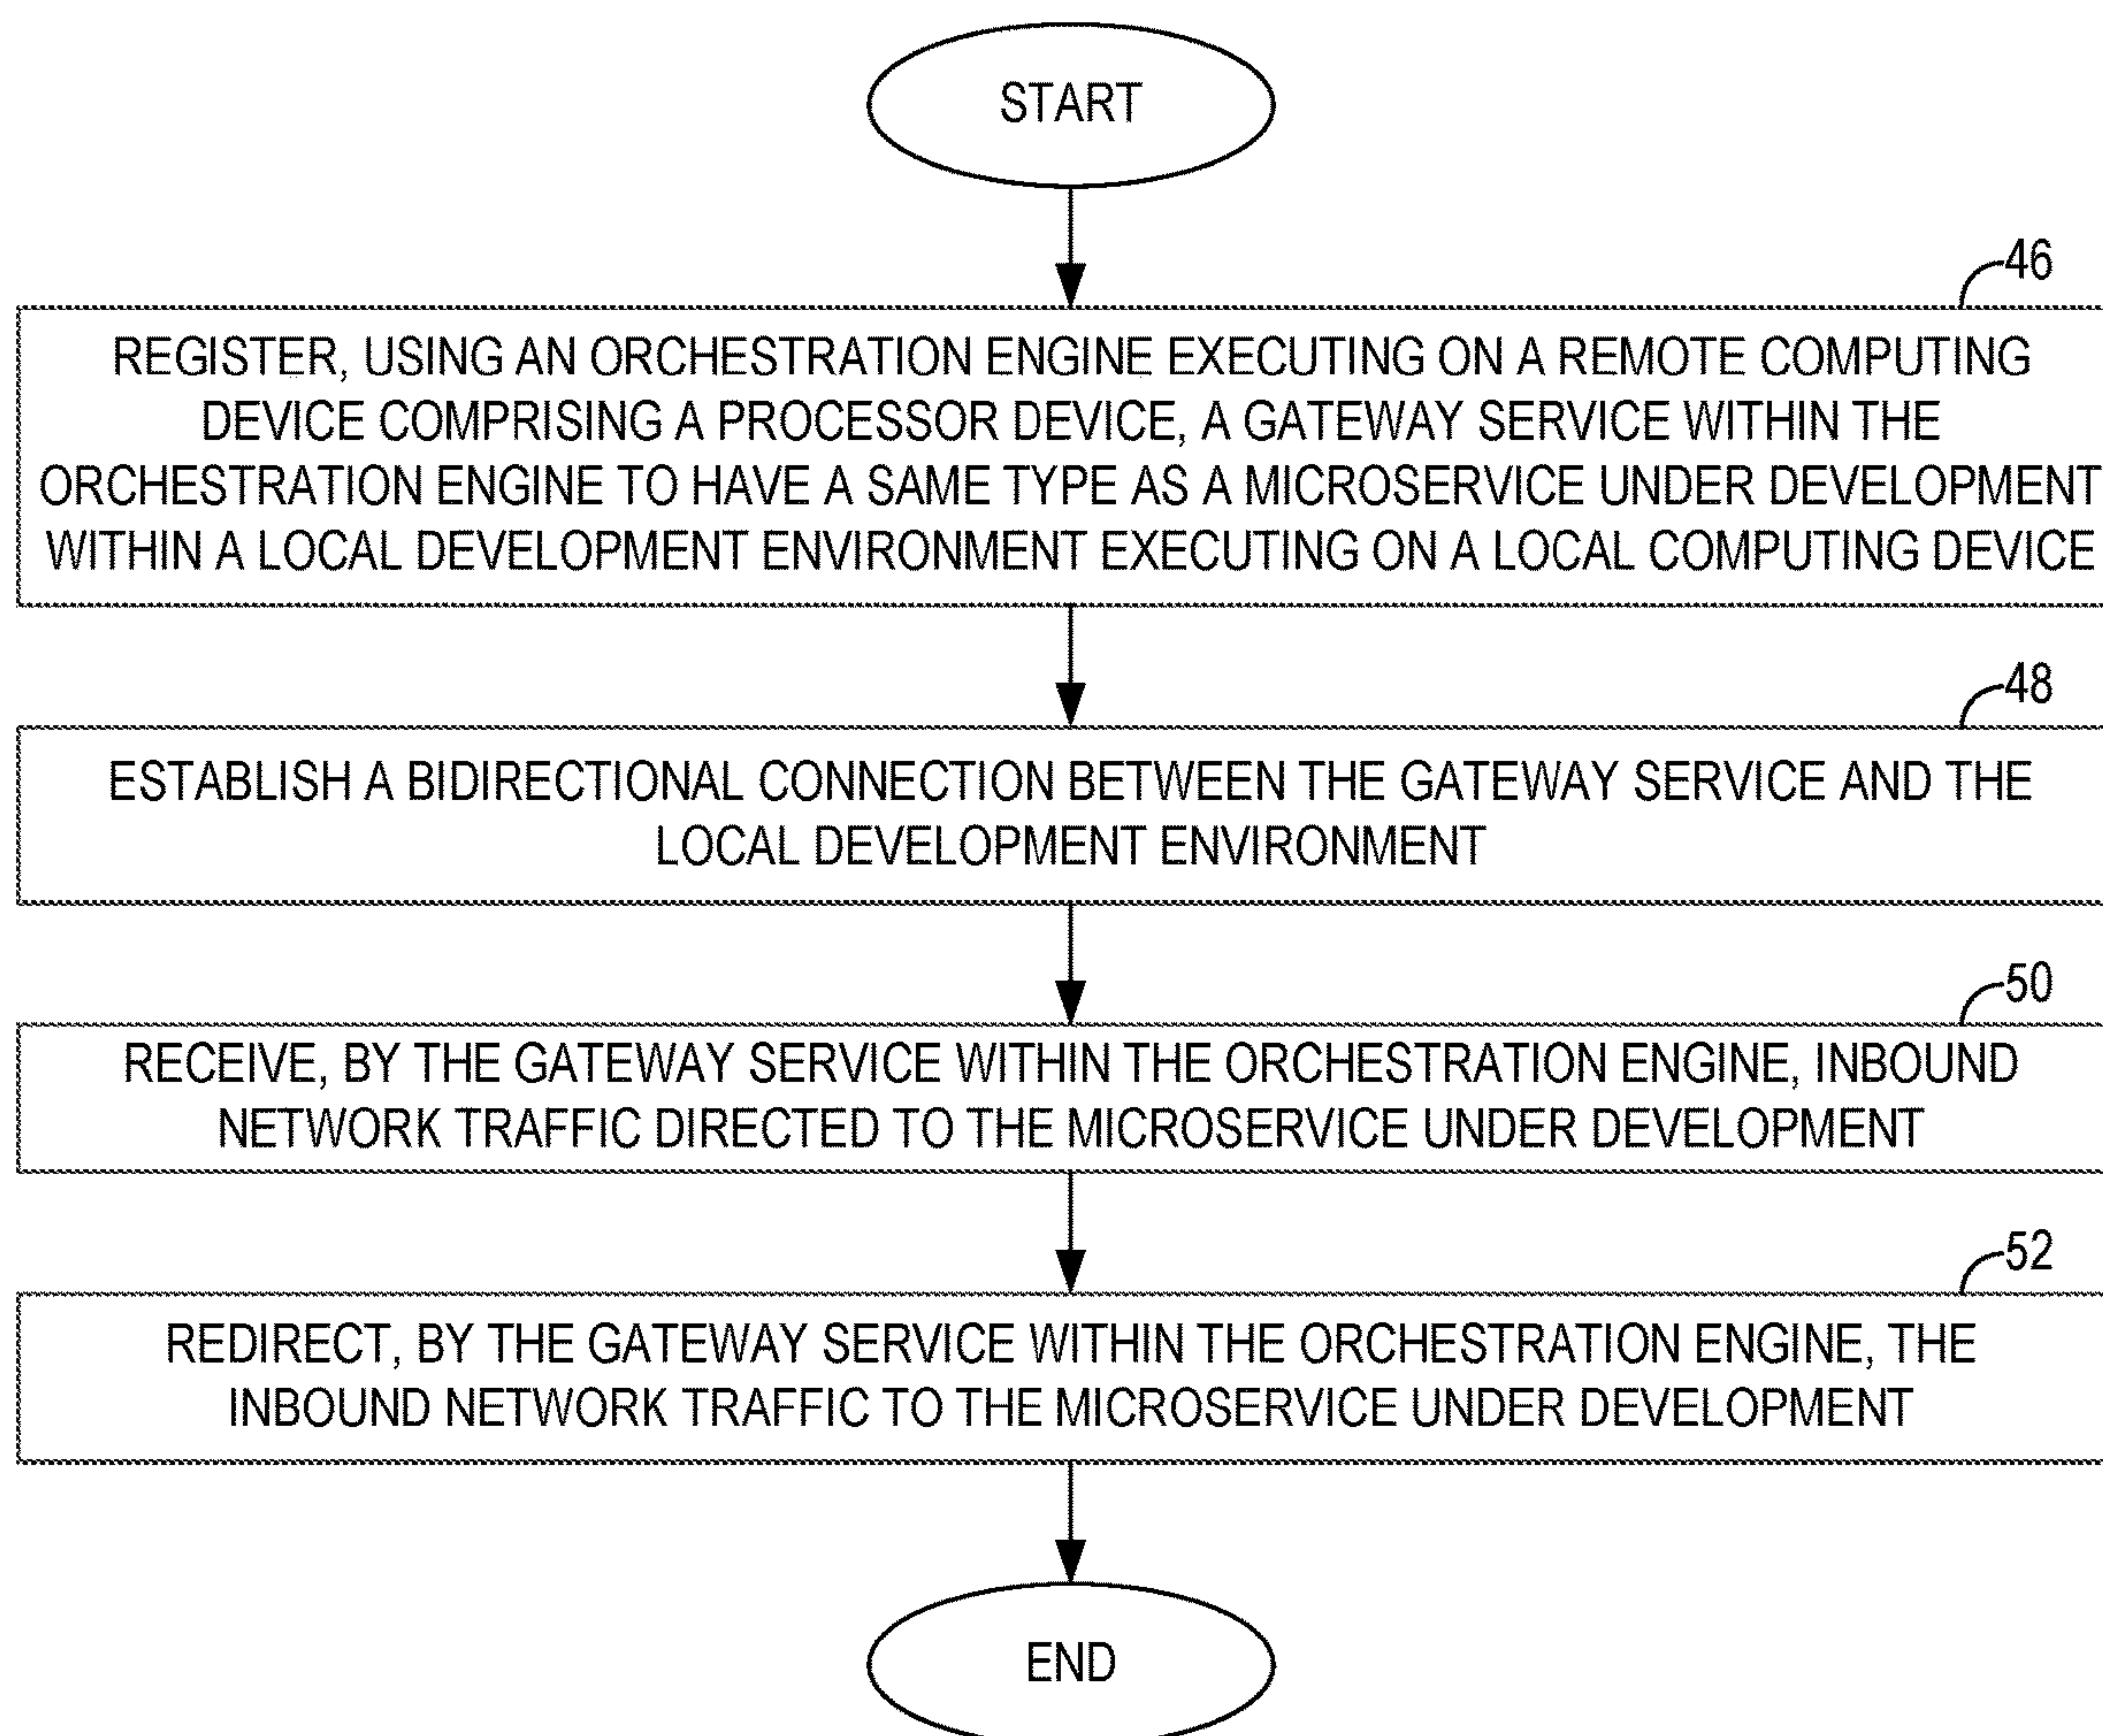 START
46
REGISTER, USING AN ORCHESTRATION ENGINE EXECUTING ON A REMOTE COMPUTING
DEVICE COMPRISING A PROCESSOR DEVICE, A GATEWAY SERVICE WITHIN THE
ORCHESTRATION ENGINE TO HAVE A SAME TYPE AS A MICROSERVICE UNDER DEVELOPMENT
WITHIN A LOCAL DEVELOPMENT ENVIRONMENT EXECUTING ON A LOCAL COMPUTING DEVICE
48
ESTABLISH A BIDIRECTIONAL CONNECTION BETWEEN THE GATEWAY SERVICE AND THE
LOCAL DEVELOPMENT ENVIRONMENT
50
RECEIVE, BY THE GATEWAY SERVICE WITHIN THE ORCHESTRATION ENGINE, INBOUND
NETWORK TRAFFIC DIRECTED TO THE MICROSERVICE UNDER DEVELOPMENT
52
REDIRECT, BY THE GATEWAY SERVICE WITHIN THE ORCHESTRATION ENGINE, THE
INBOUND NETWORK TRAFFIC TO THE MICROSERVICE UNDER DEVELOPMENT
END